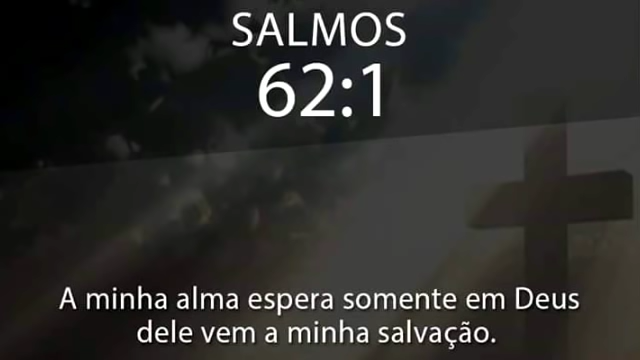 SALMOS
62:1
A minha alma espera somente em Deus
dele vem a minha salvação.